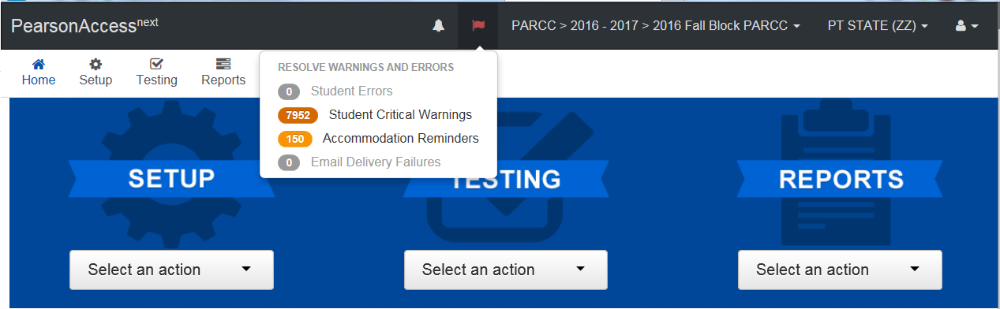 PearsonAccessnext PARCC > 2016 - 2017 > 2016 Fall Block PARCC PT STATE (ZZ)
Home Setup Testing Reports
RESOLVE WARNINGS AND ERRORS
0 Student Errors
7952 Student Critical Warnings
150 Accommodation Reminders
0 Email Delivery Failures
SETUP TESTING REPORTS
Select an action Select an action Select an action